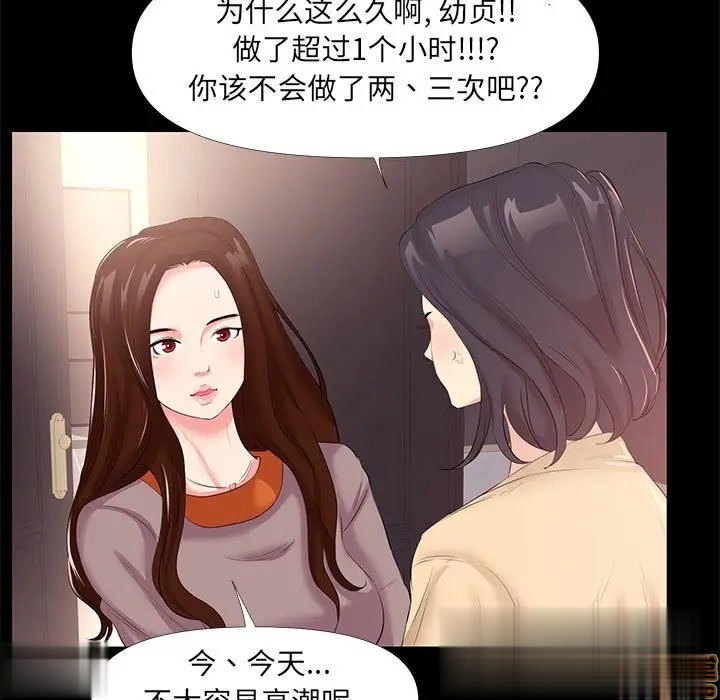 为什么这么久啊, 幼贞!!
做了超过1个小时!!!?
你该不会做了两、三次吧??
今、今天...
不太容易高潮呢